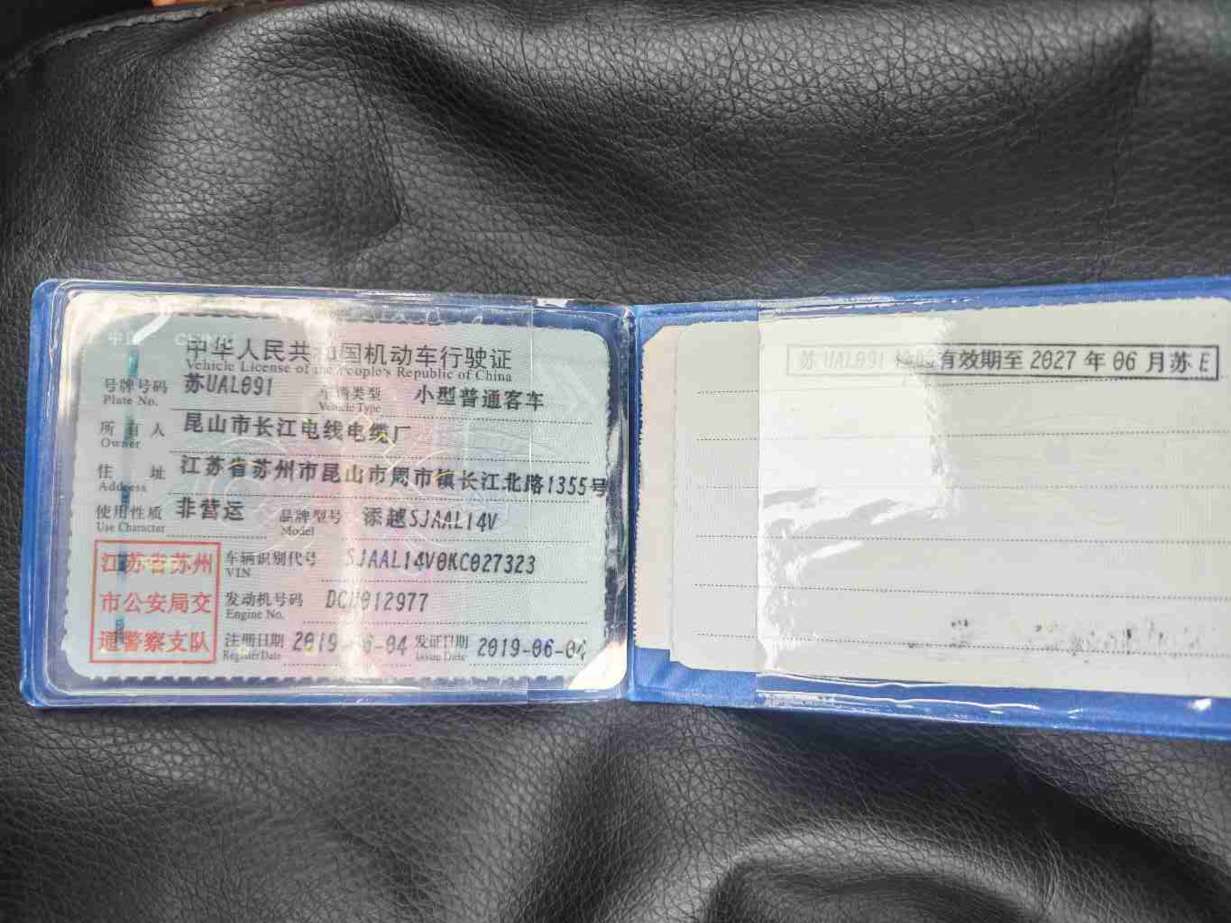 中华人民共和国机动车行驶证
Vehicle License of the People's Republic of China
号牌号码 苏UAL091 车辆类型 小型普通客车
Plate No. Vehicle Type
所有人 昆山市长江电线电缆厂
Owner
住址 江苏省苏州市昆山市周市镇长江北路1355号
Address
使用性质 非营运 品牌型号 添越SJAAL14V
Use Character Model
江苏省苏州
市公安局交
通警察支队
车辆识别代号 SJAAL14V0KC027323
VIN
发动机号码 DCU012977
Engine No.
注册日期 2019-06-04 发证日期 2019-06-04
Register Date Issue Date
苏UAL091 检验有效期至 2027 年 06 月苏 E